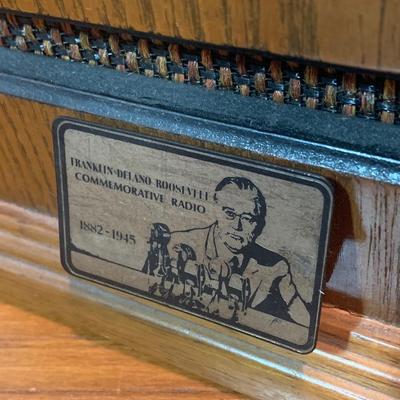 FRANKLIN DELANO ROOSEVELT
COMMEMORATIVE RADIO
1882-1945